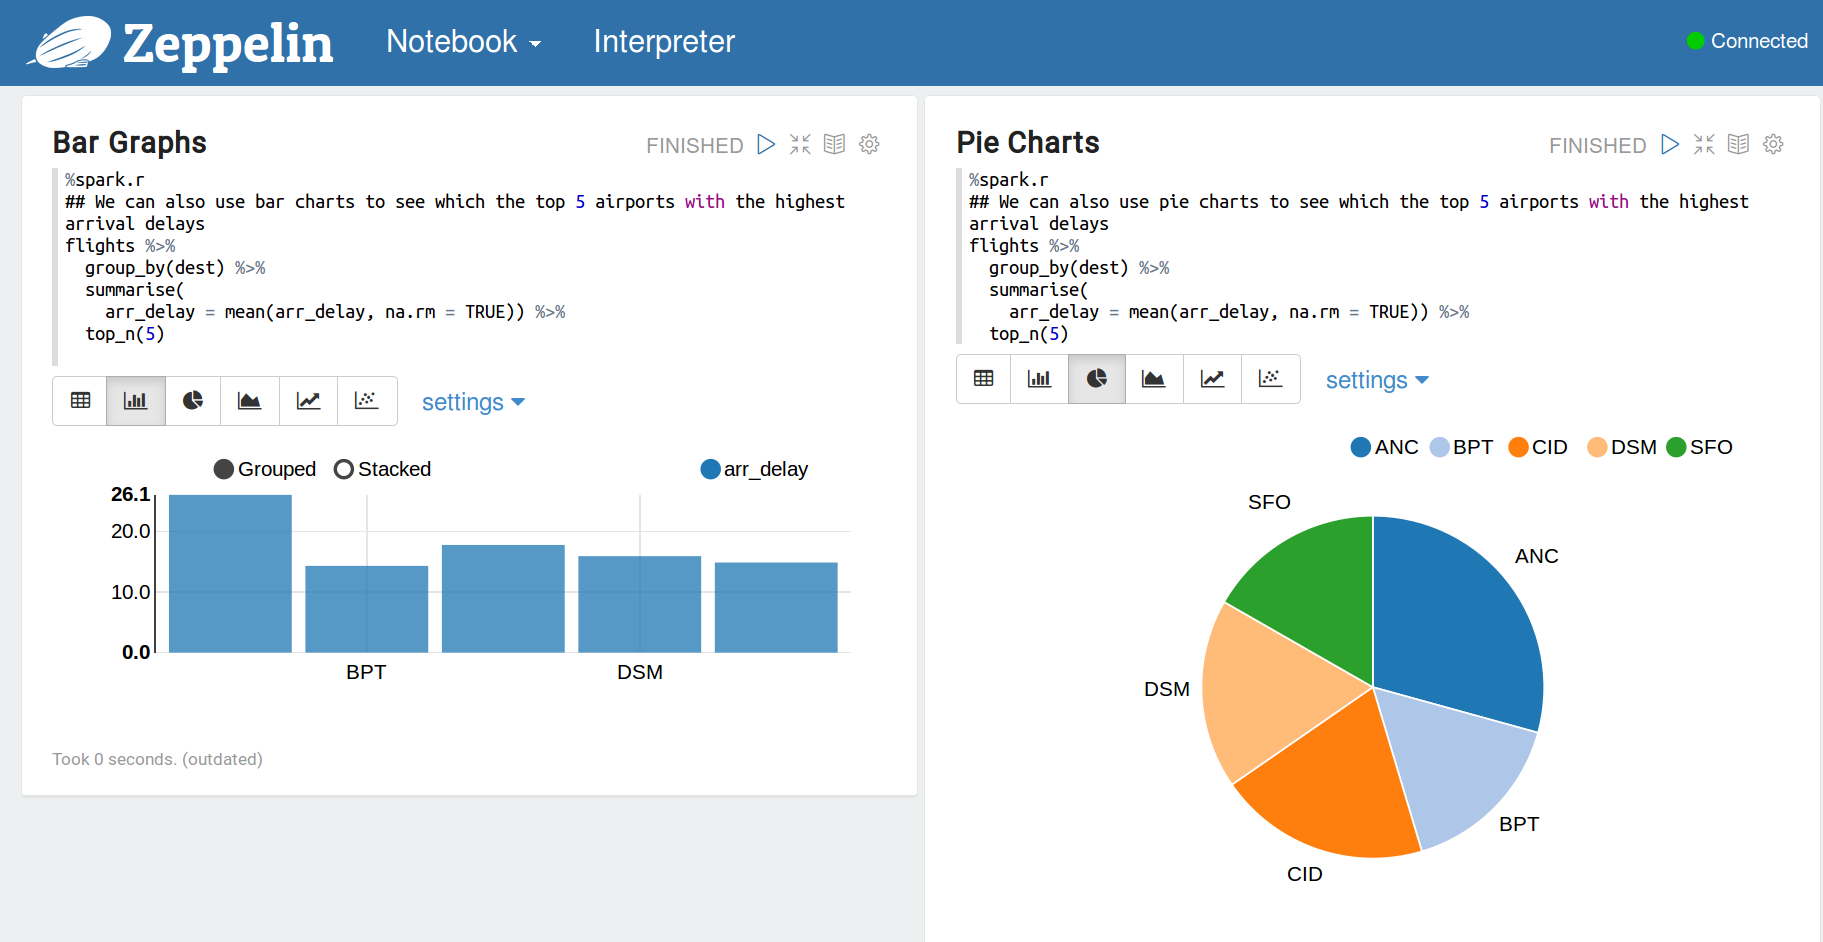 Zeppelin Notebook Interpreter Connected
Bar Graphs FINISHED
%spark.r
## We can also use bar charts to see which the top 5 airports with the highest
arrival delays
flights %>%
  group_by(dest) %>%
  summarise(
    arr_delay = mean(arr_delay, na.rm = TRUE)) %>%
  top_n(5)
settings
Grouped Stacked arr_delay
26.1
20.0
10.0
0.0
BPT DSM
Took 0 seconds. (outdated)
Pie Charts FINISHED
%spark.r
## We can also use pie charts to see which the top 5 airports with the highest
arrival delays
flights %>%
  group_by(dest) %>%
  summarise(
    arr_delay = mean(arr_delay, na.rm = TRUE)) %>%
  top_n(5)
settings
ANC BPT CID DSM SFO
SFO
ANC
DSM
BPT
CID